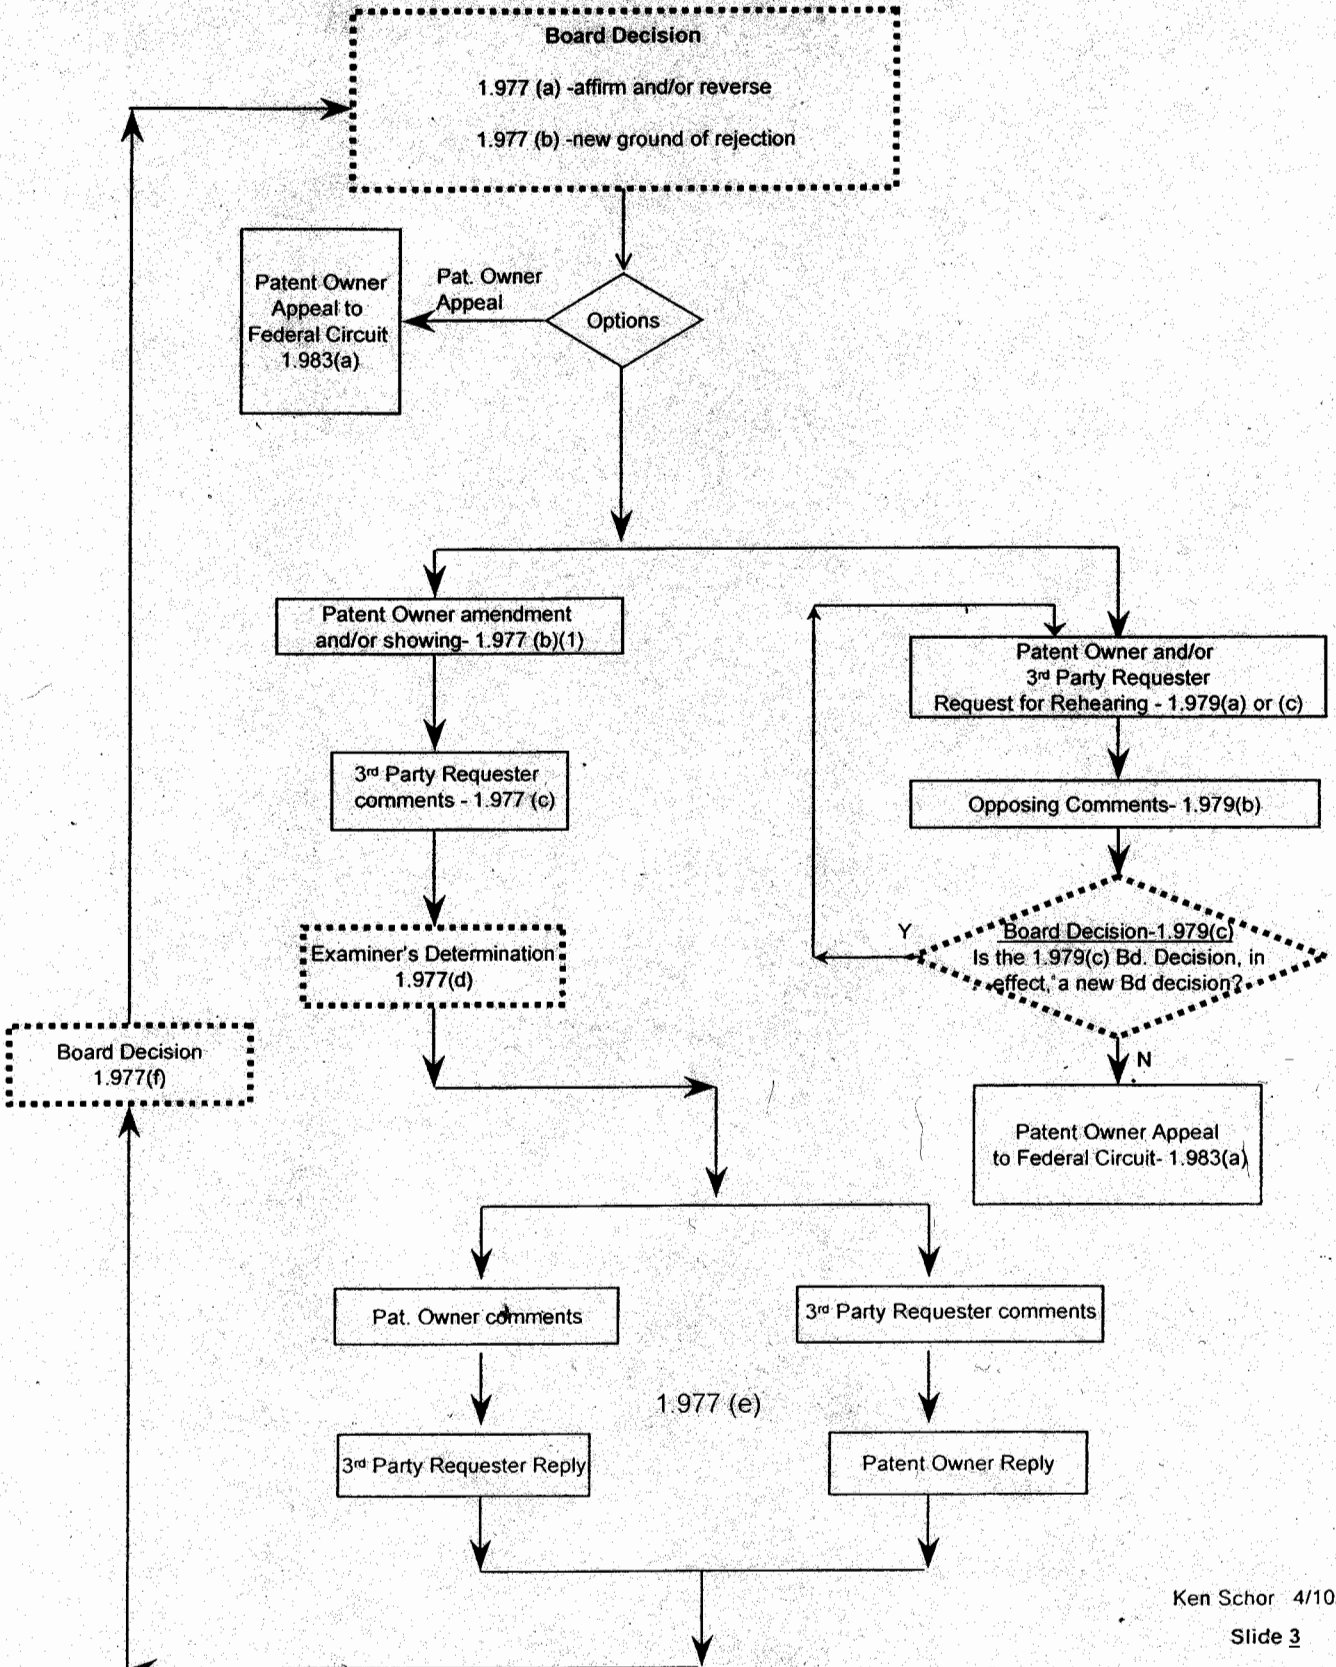 Board Decision
1.977 (a) -affirm and/or reverse
1.977 (b) -new ground of rejection
Patent Owner
Appeal to
Federal Circuit
1.983(a)
Pat. Owner
Appeal
Options
Patent Owner amendment
and/or showing- 1.977 (b)(1)
Patent Owner and/or
3rd Party Requester
Request for Rehearing - 1.979(a) or (c)
3rd Party Requester
comments - 1.977 (c)
Opposing Comments- 1.979(b)
Examiner's Determination
1.977(d)
Y
Board Decision-1.979(c)
Is the 1.979(c) Bd. Decision, in
effect, a new Bd decision?
N
Board Decision
1.977(f)
Patent Owner Appeal
to Federal Circuit- 1.983(a)
Pat. Owner comments
3rd Party Requester comments
1.977 (e)
3rd Party Requester Reply
Patent Owner Reply
Ken Schor 4/10
Slide 3